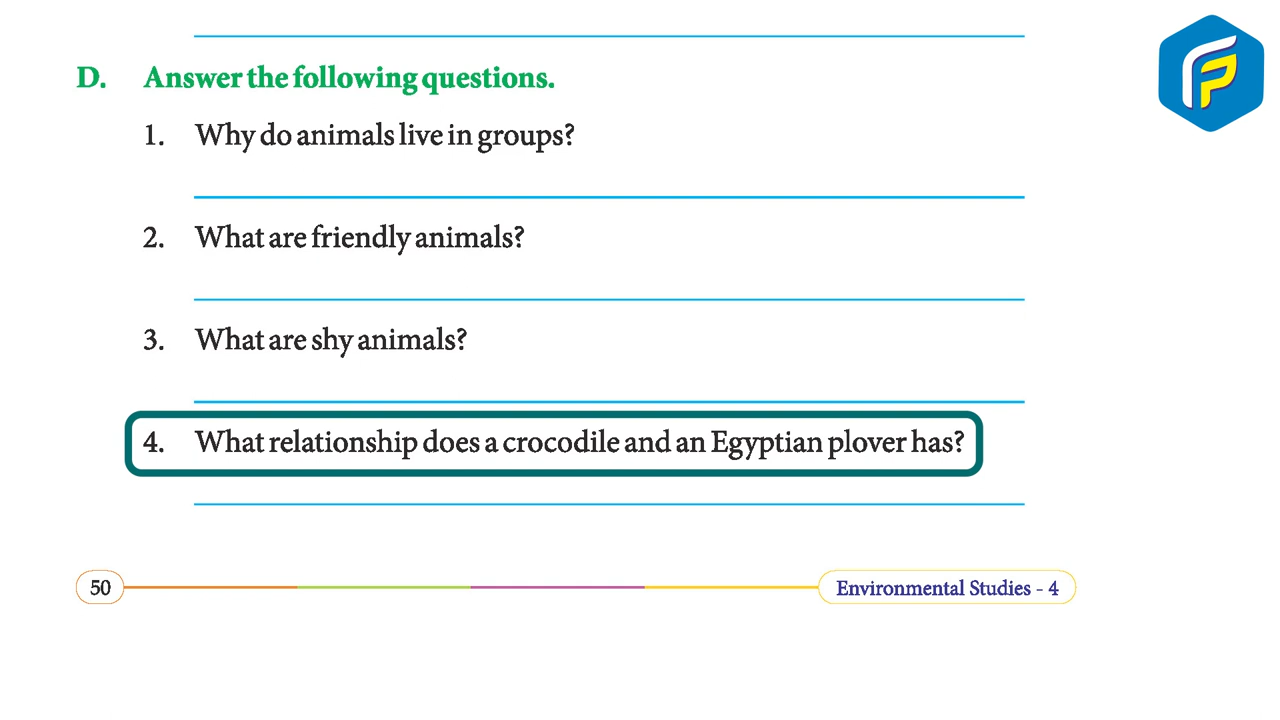 D. Answer the following questions.
1. Why do animals live in groups?
2. What are friendly animals?
3. What are shy animals?
4. What relationship does a crocodile and an Egyptian plover has?
50
Environmental Studies - 4